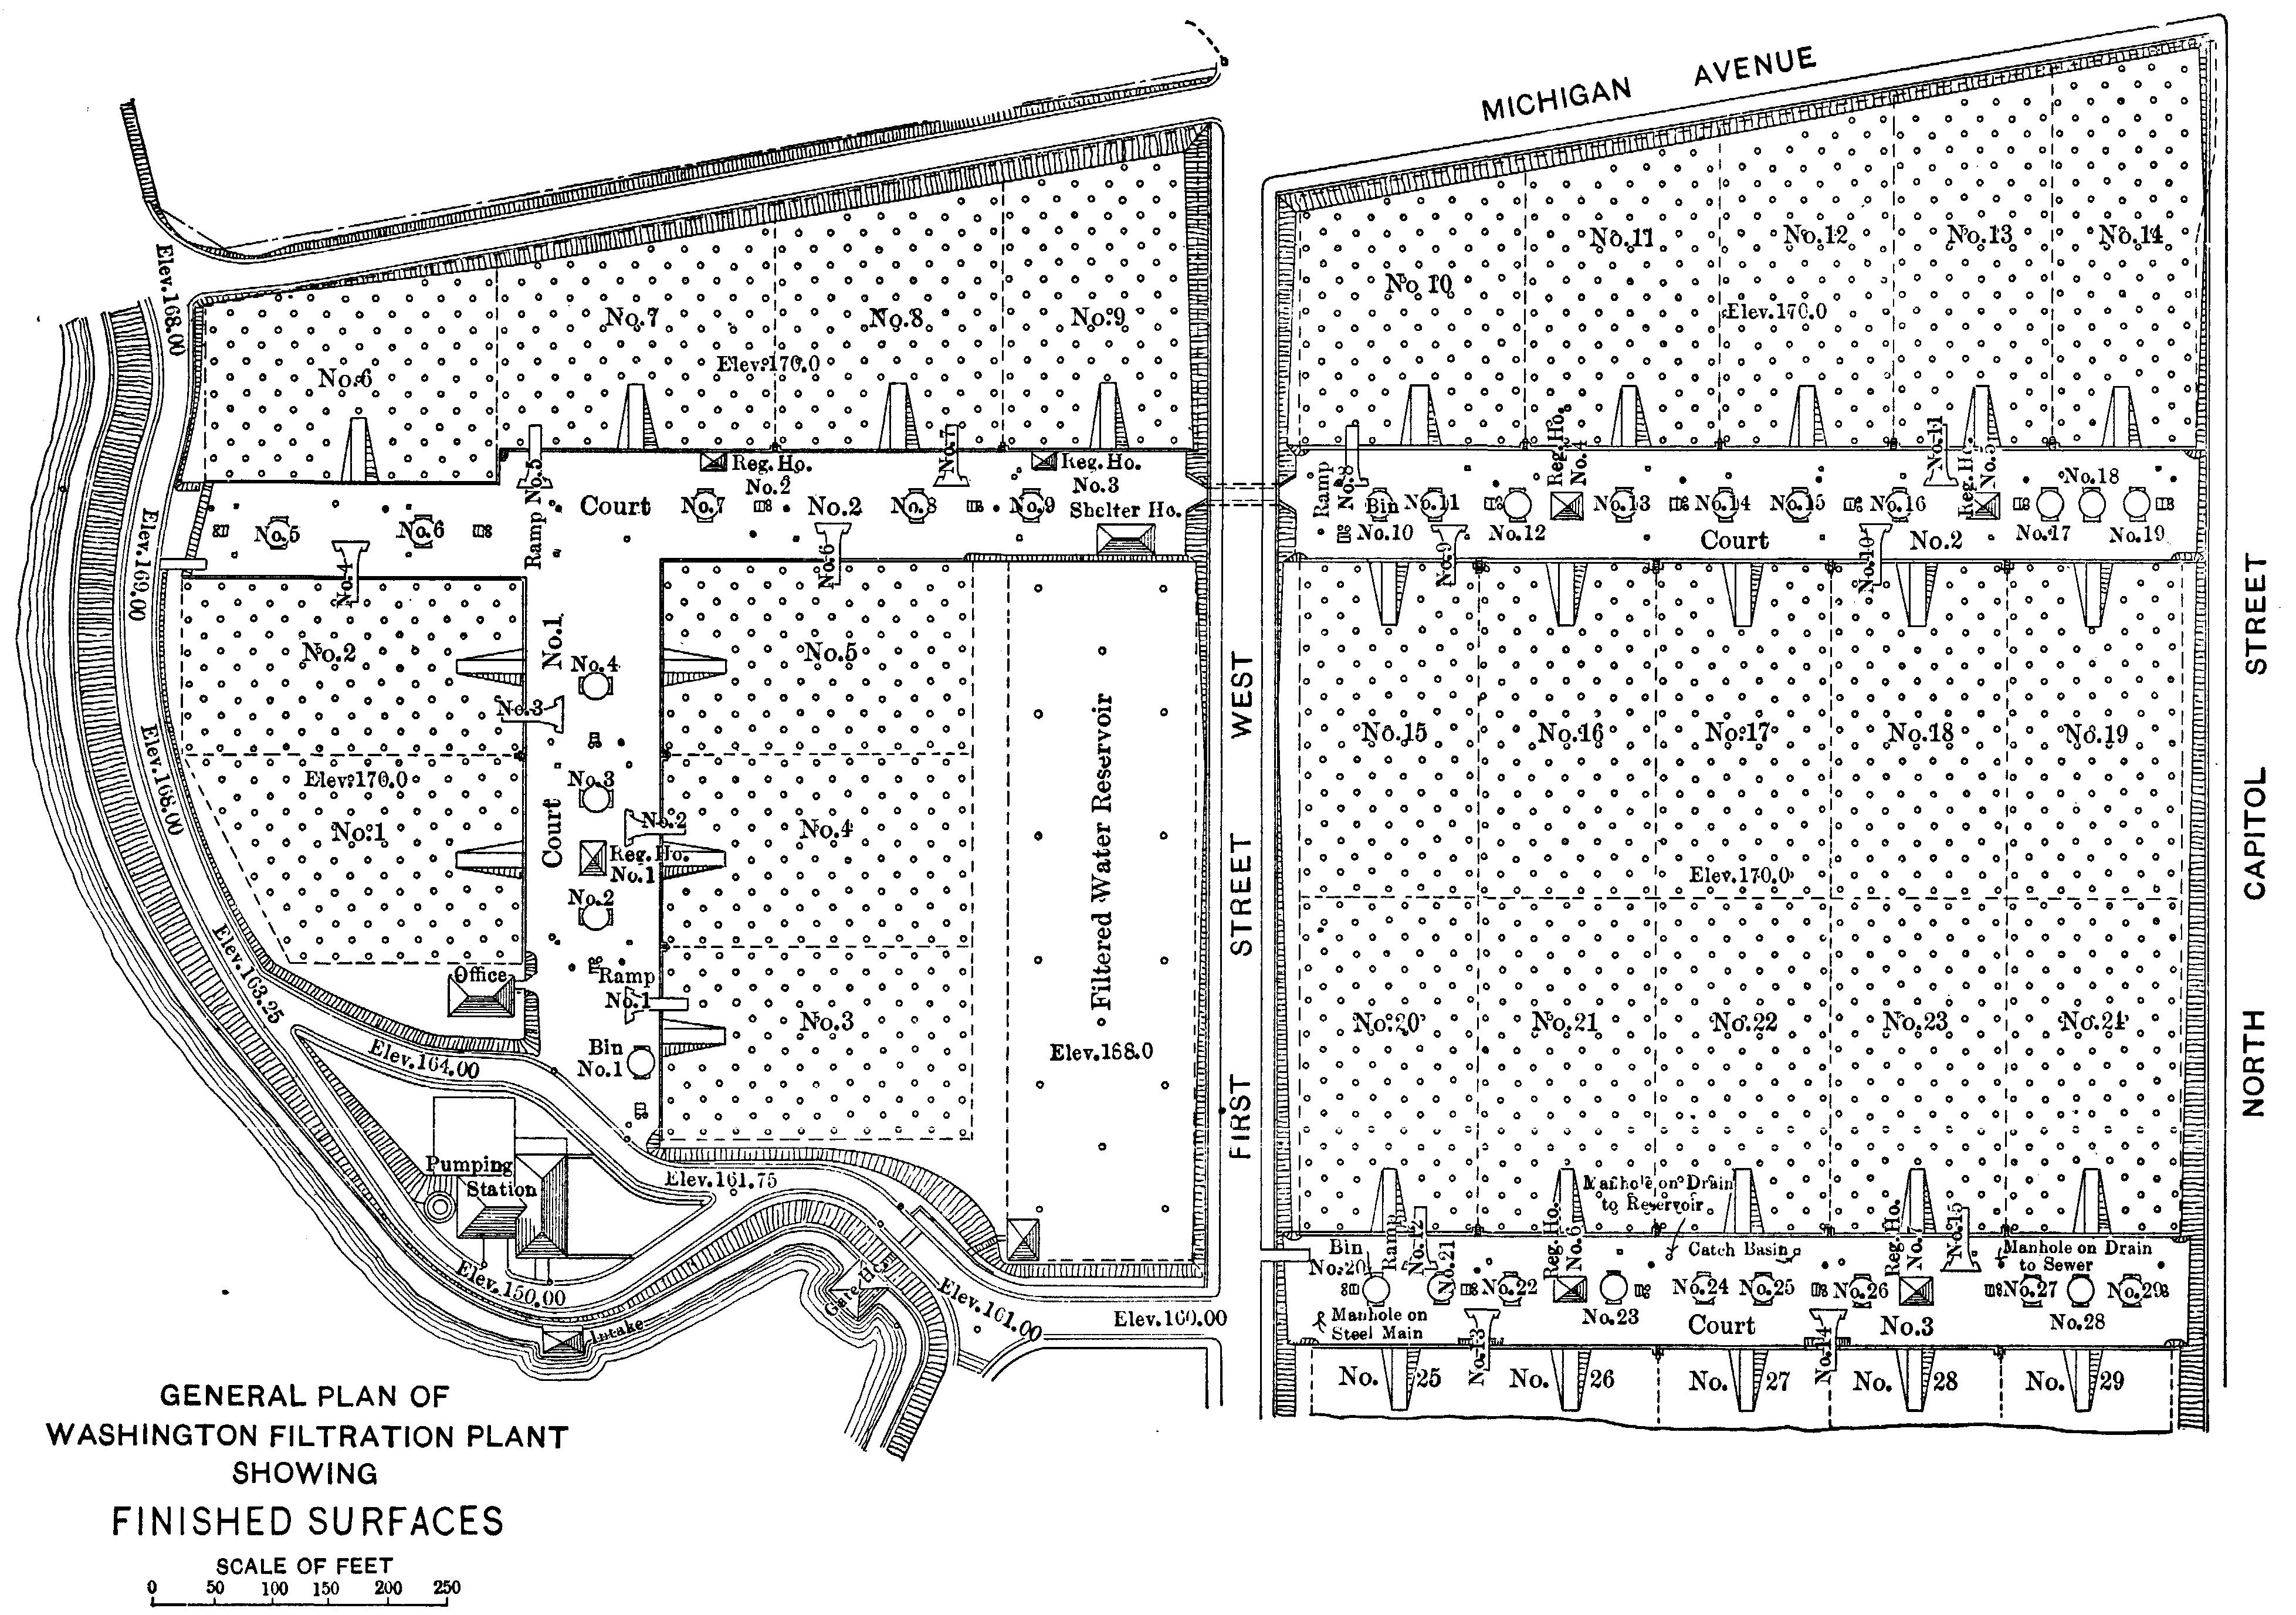 MICHIGAN AVENUE
Elev.168.00
No.6
No.7
No.8
No.9
Elev.170.0
No 10
No.11
No.12
No.13
No.14
Elev.170.0
Reg. Ho.
No.2
Reg. Ho.
No.3
Shelter Ho.
Ramp No.5
No.7
Court
No.7
No.2
No.8
No.9
No.5
No.6
No.4
No.6
Ramp
No.8
Bin
No.10
No.11
No.12
Reg. Ho.
No.4
No.13
No.14
No.15
No.16
No.11
Reg. Ho.
No.5
No.18
No.17
No.19
Court
No.2
No.9
No.10
Elev.169.00
No.2
No.1
No.4
No.3
No.5
Elev.168.00
Elev.170.0
No.1
Court
No.3
No.2
Reg. Ho.
No.1
No.2
No.4
No.3
Filtered Water Reservoir
Elev.168.0
FIRST STREET WEST
No.15
No.16
No.17
No.18
No.19
Elev.170.0
No.20
No.21
No.22
No.23
No.24
NORTH CAPITOL STREET
Elev.163.25
Office
Ramp
No.1
Bin
No.1
Elev.164.00
Pumping
Station
Elev.161.75
Elev.150.00
Intake
Gate Ho.
Elev.161.00
Elev.160.00
Manhole on Drain
to Reservoir
Bin
No.20
Ramp
No.12
No.21
No.22
Reg. Ho.
No.6
No.23
Catch Basin
No.24
No.25
No.26
Reg. Ho.
No.7
No.15
Manhole on Drain
to Sewer
No.27
No.28
No.29
Manhole on
Steel Main
Court
No.3
No.13
No.14
No. 25
No. 26
No. 27
No. 28
No. 29
GENERAL PLAN OF
WASHINGTON FILTRATION PLANT
SHOWING
FINISHED SURFACES
SCALE OF FEET
0 50 100 150 200 250